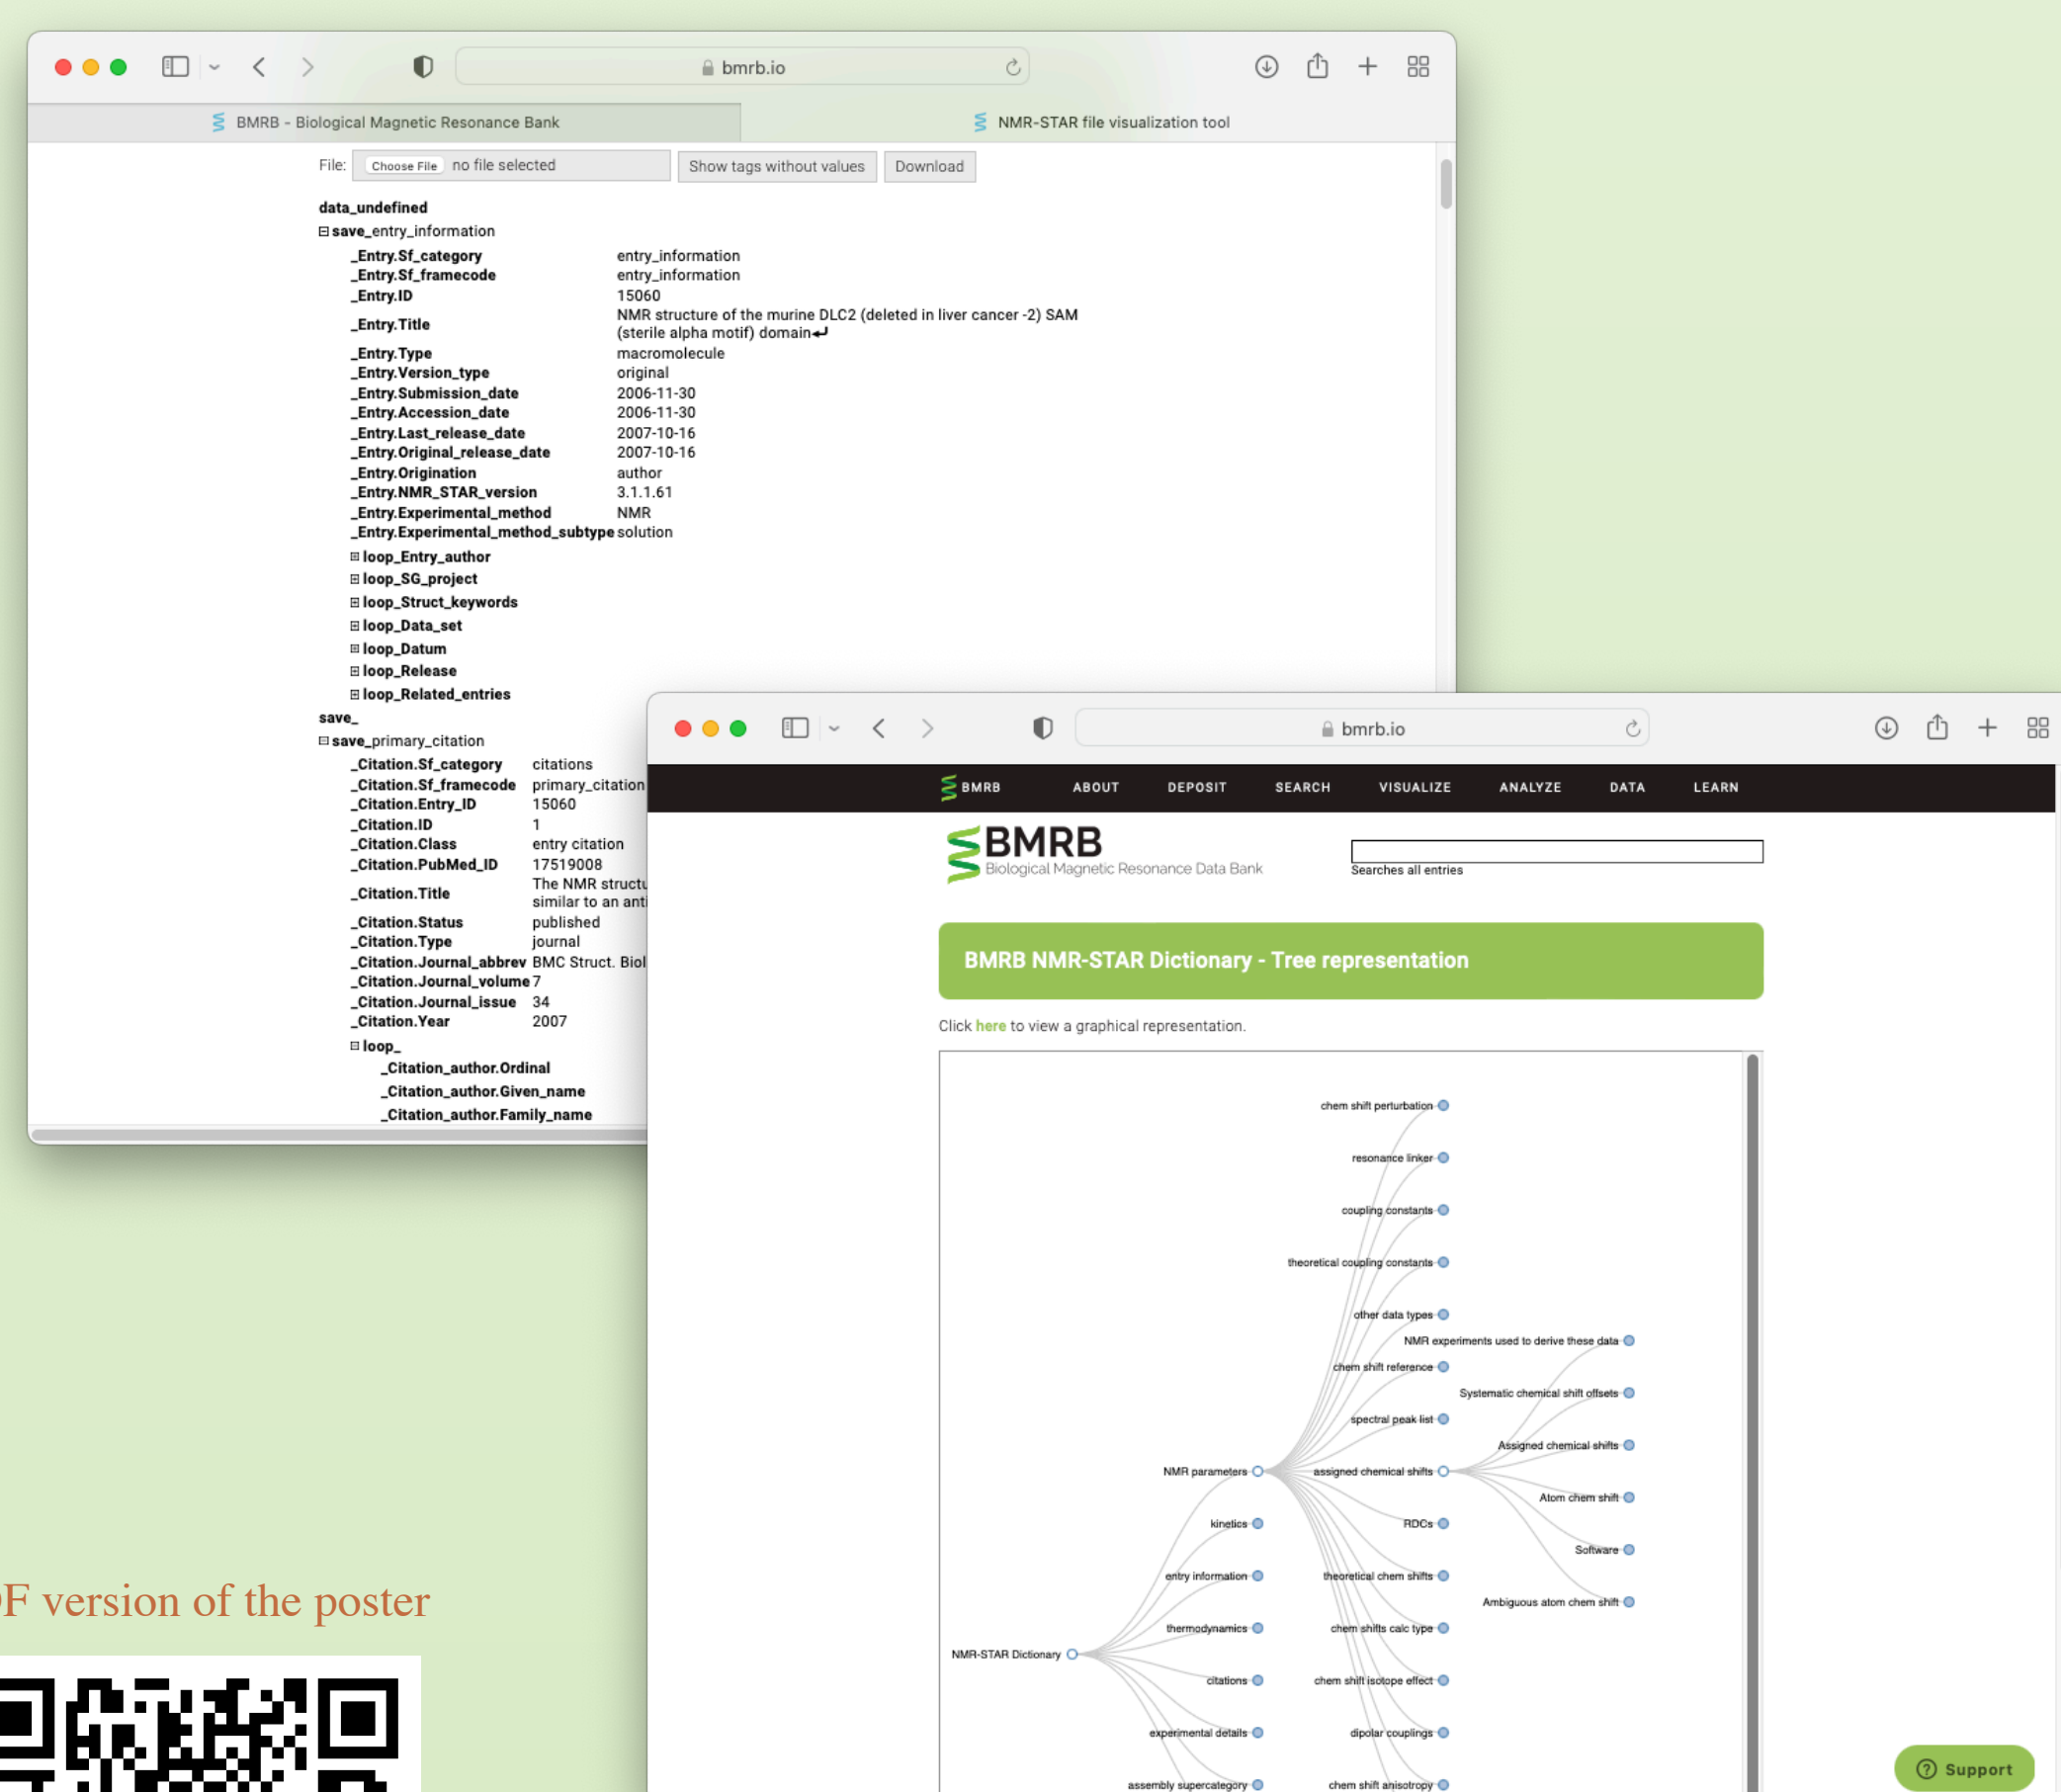 bmrb.io
BMRB - Biological Magnetic Resonance Bank
NMR-STAR file visualization tool
File: Choose File no file selected Show tags without values Download
data_undefined
save_entry_information
_Entry.Sf_category entry_information
_Entry.Sf_framecode entry_information
_Entry.ID 15060
_Entry.Title NMR structure of the murine DLC2 (deleted in liver cancer -2) SAM
(sterile alpha motif) domain
_Entry.Type macromolecule
_Entry.Version_type original
_Entry.Submission_date 2006-11-30
_Entry.Accession_date 2006-11-30
_Entry.Last_release_date 2007-10-16
_Entry.Original_release_date 2007-10-16
_Entry.Origination author
_Entry.NMR_STAR_version 3.1.1.61
_Entry.Experimental_method NMR
_Entry.Experimental_method_subtype solution
loop_Entry_author
loop_SG_project
loop_Struct_keywords
loop_Data_set
loop_Datum
loop_Release
loop_Related_entries
save_
save_primary_citation
_Citation.Sf_category citations
_Citation.Sf_framecode primary_citation
_Citation.Entry_ID 15060
_Citation.ID 1
_Citation.Class entry citation
_Citation.PubMed_ID 17519008
_Citation.Title The NMR structu
similar to an anti
_Citation.Status published
_Citation.Type journal
_Citation.Journal_abbrev BMC Struct. Biol
_Citation.Journal_volume 7
_Citation.Journal_issue 34
_Citation.Year 2007
loop_
_Citation_author.Ordinal
_Citation_author.Given_name
_Citation_author.Family_name
bmrb.io
BMRB ABOUT DEPOSIT SEARCH VISUALIZE ANALYZE DATA LEARN
BMRB
Biological Magnetic Resonance Data Bank
Searches all entries
BMRB NMR-STAR Dictionary - Tree representation
Click here to view a graphical representation.
chem shift perturbation
resonance linker
coupling constants
theoretical coupling constants
other data types
NMR experiments used to derive these data
chem shift reference
Systematic chemical shift offsets
spectral peak list
Assigned chemical shifts
NMR parameters
assigned chemical shifts
Atom chem shift
kinetics
RDCs
Software
entry information
theoretical chem shifts
Ambiguous atom chem shift
thermodynamics
chem shifts calc type
NMR-STAR Dictionary
citations
chem shift isotope effect
experimental details
dipolar couplings
assembly supercategory
chem shift anisotropy
Support
F version of the poster